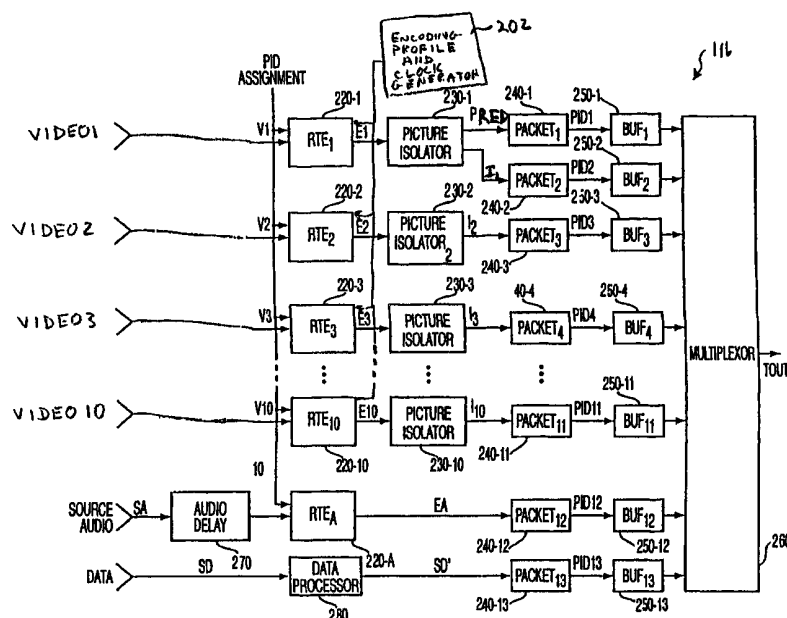 ENCODING-
PROFILE
AND
CLOCK
GENERATOR
202
116
PID
ASSIGNMENT
220-1
230-1
PRED
240-1
PID1
250-1
VIDEO1
V1
RTE1
E1
PICTURE
ISOLATOR
PACKET1
BUF1
I1
PACKET2
PID2
250-2
BUF2
240-2
220-2
230-2
250-3
VIDEO2
V2
RTE2
E2
PICTURE
ISOLATOR2
I2
PACKET3
PID3
BUF3
240-3
220-3
230-3
40-4
250-4
VIDEO3
V3
RTE3
E3
PICTURE
ISOLATOR
I3
PACKET4
PID4
BUF4
MULTIPLEXOR
TOUT
250-11
VIDEO 10
V10
RTE10
E10
PICTURE
ISOLATOR
I10
PACKET11
PID11
BUF11
220-10
230-10
240-11
10
SOURCE
AUDIO
SA
AUDIO
DELAY
RTEA
EA
PACKET12
PID12
BUF12
270
220-A
240-12
250-12
260
DATA
SD
DATA
PROCESSOR
SD'
PACKET13
PID13
BUF13
280
240-13
250-13